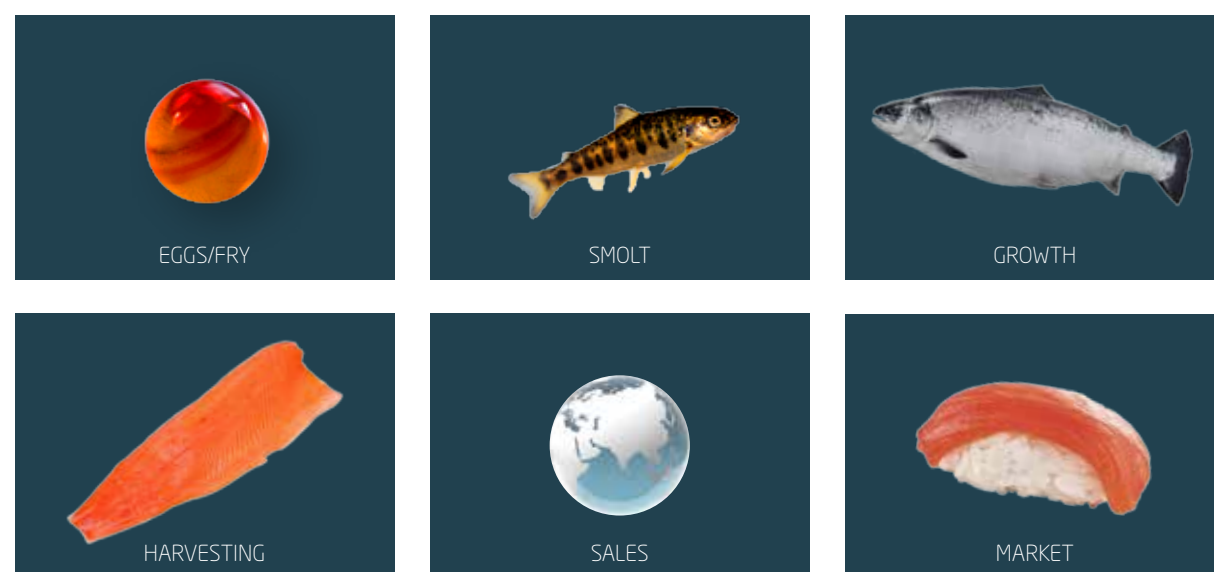 EGGS/FRY
SMOLT
GROWTH
HARVESTING
SALES
MARKET